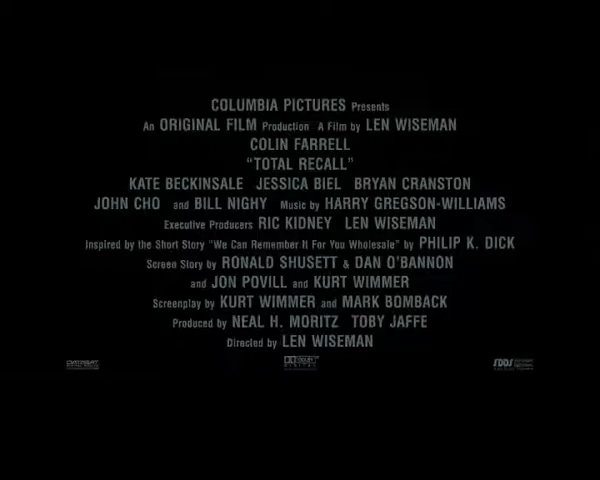 COLUMBIA PICTURES Presents
An ORIGINAL FILM Production A Film by LEN WISEMAN
COLIN FARRELL
“TOTAL RECALL”
KATE BECKINSALE JESSICA BIEL BRYAN CRANSTON
JOHN CHO and BILL NIGHY Music by HARRY GREGSON-WILLIAMS
Executive Producers RIC KIDNEY LEN WISEMAN
Inspired by the Short Story “We Can Remember It For You Wholesale” by PHILIP K. DICK
Screen Story by RONALD SHUSETT & DAN O'BANNON
and JON POVILL and KURT WIMMER
Screenplay by KURT WIMMER and MARK BOMBACK
Produced by NEAL H. MORITZ TOBY JAFFE
Directed by LEN WISEMAN
DATASAT DOLBY SDDS
DIGITAL